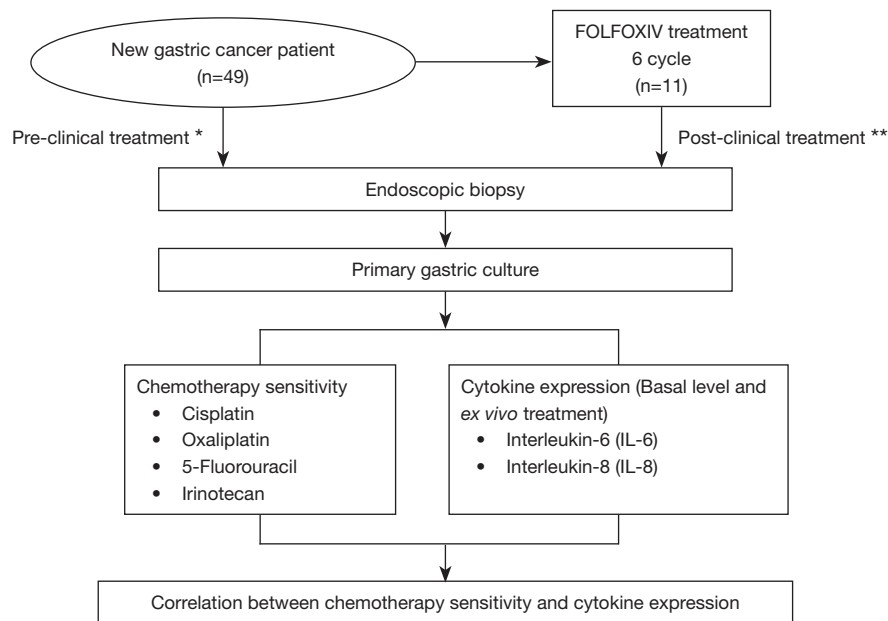 New gastric cancer patient
(n=49)
FOLFOXIV treatment
6 cycle
(n=11)
Pre-clinical treatment *
Post-clinical treatment **
Endoscopic biopsy
Primary gastric culture
Chemotherapy sensitivity
• Cisplatin
• Oxaliplatin
• 5-Fluorouracil
• Irinotecan
Cytokine expression (Basal level and
ex vivo treatment)
• Interleukin-6 (IL-6)
• Interleukin-8 (IL-8)
Correlation between chemotherapy sensitivity and cytokine expression